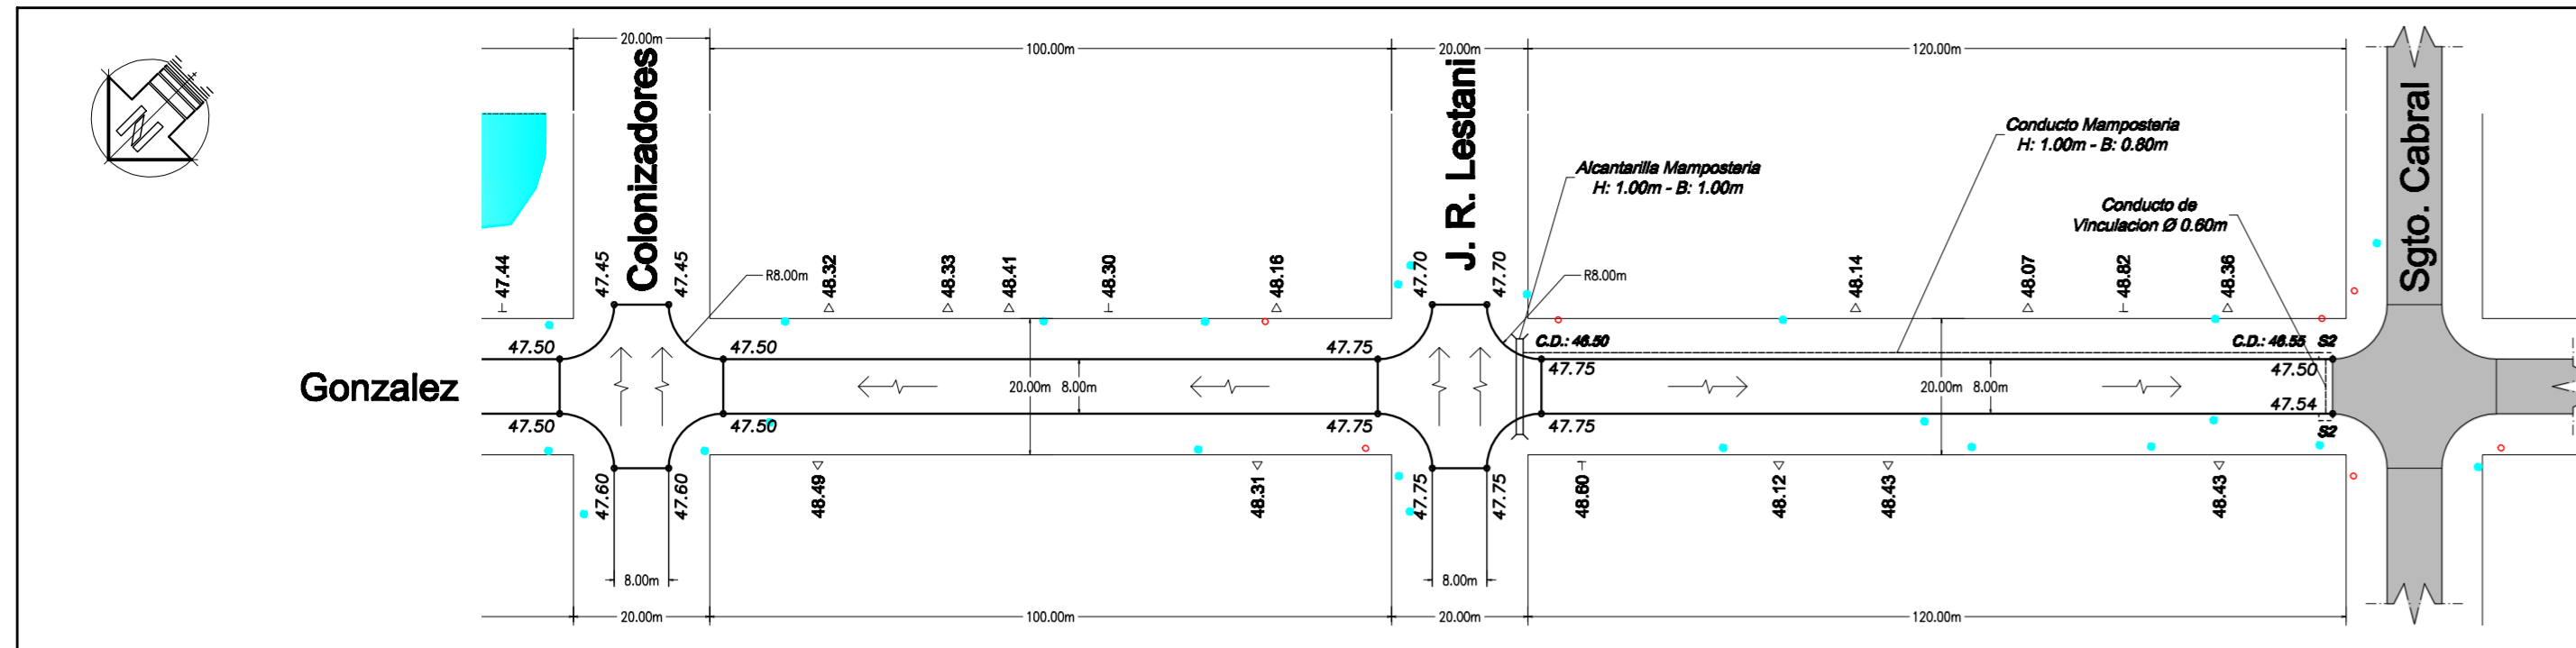 20.00m
100.00m
20.00m
120.00m
N
Colonizadores
J. R. Lestani
Sgto. Cabral
Conducto Mamposteria
H: 1.00m - B: 0.80m
Alcantarilla Mamposteria
H: 1.00m - B: 1.00m
Conducto de
Vinculacion Ø 0.60m
47.44
47.45
47.45
R8.00m
48.32
48.33
48.41
48.30
48.16
47.70
47.70
R8.00m
48.14
48.07
48.82
48.36
47.50
47.50
47.75
C.D.: 46.50
C.D.: 46.55
S2
47.75
47.50
Gonzalez
20.00m
8.00m
20.00m
8.00m
47.54
47.50
47.50
47.75
47.75
S2
47.60
47.60
48.49
48.31
47.75
47.75
48.60
48.12
48.43
48.43
8.00m
8.00m
20.00m
100.00m
20.00m
120.00m